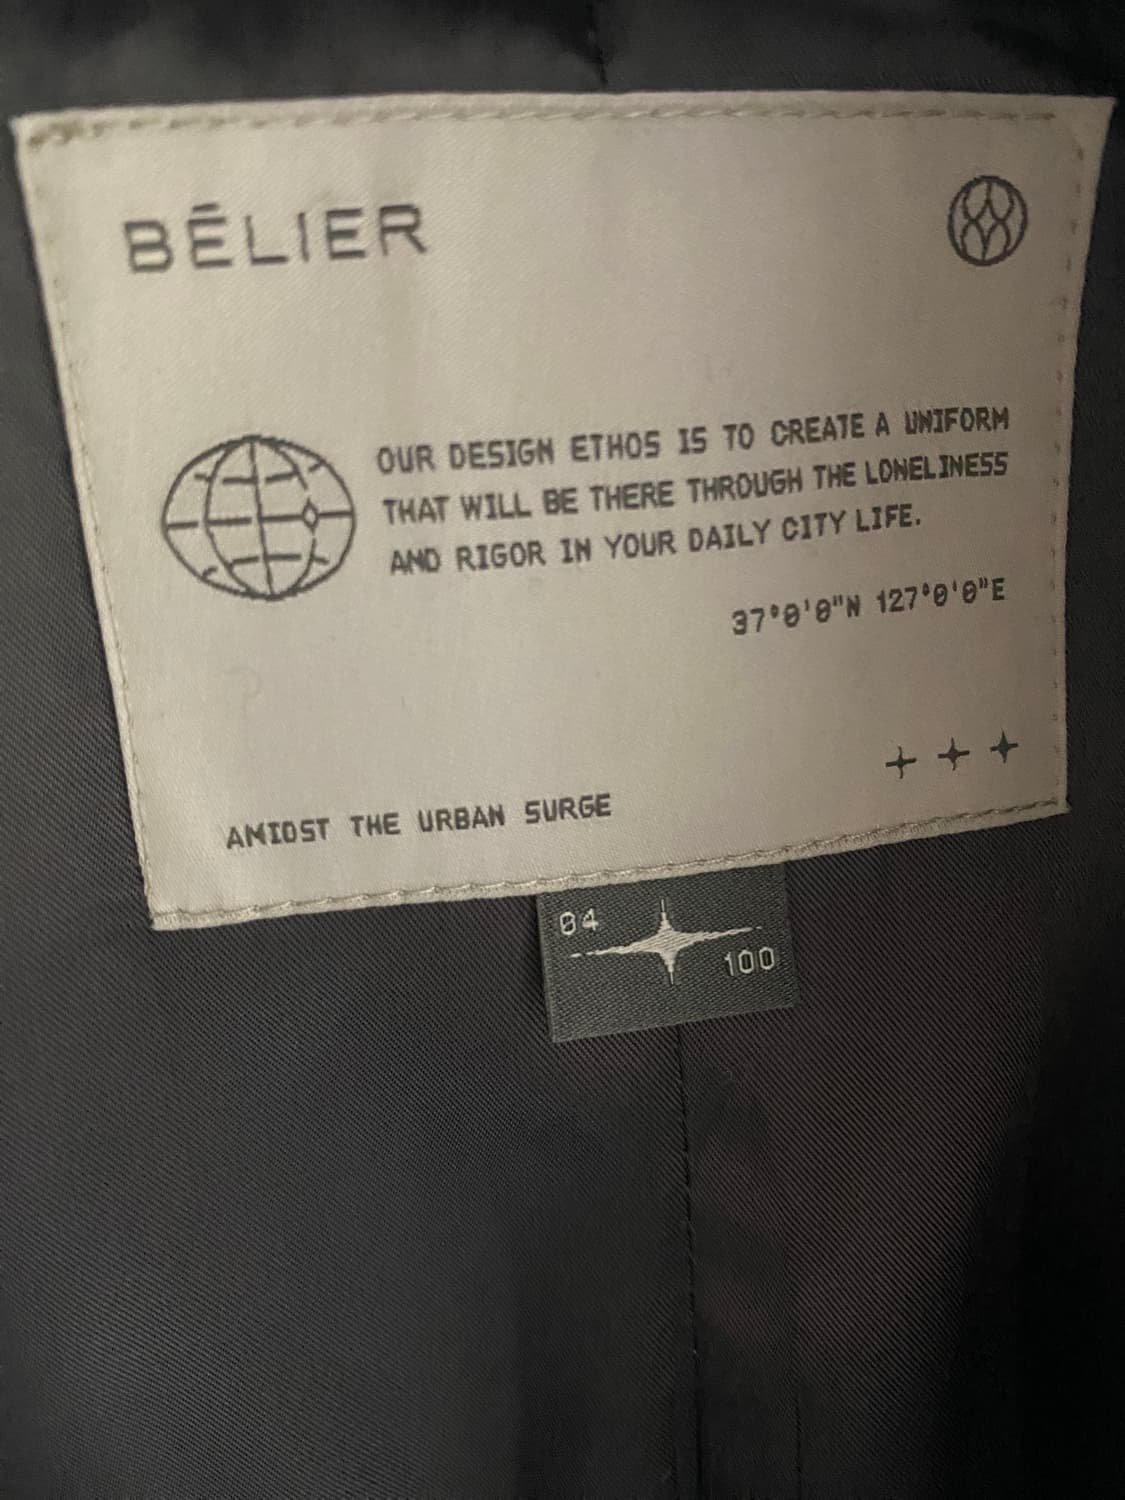 BĒLIER
OUR DESIGN ETHOS IS TO CREATE A UNIFORM
THAT WILL BE THERE THROUGH THE LONELINESS
AND RIGOR IN YOUR DAILY CITY LIFE.
37°0'0"N 127°0'0"E
AMIDST THE URBAN SURGE
04
100